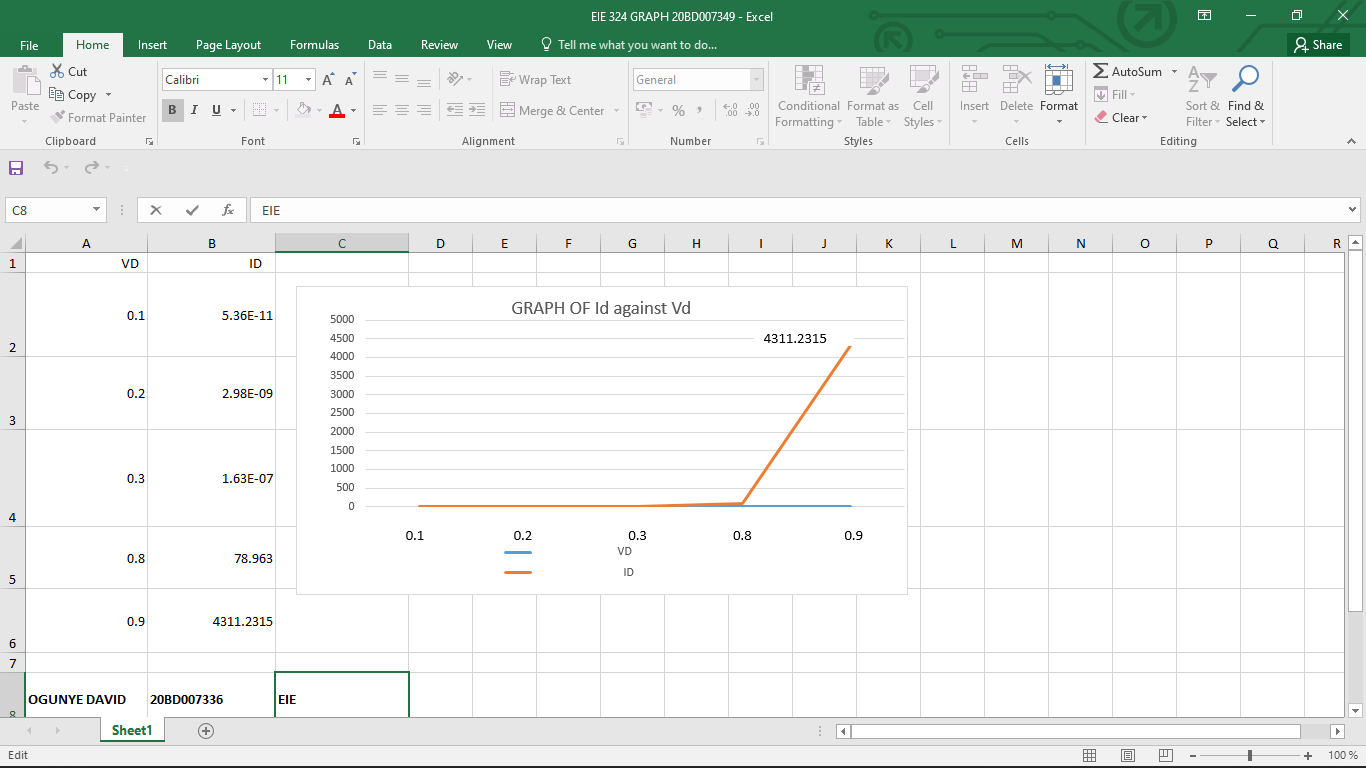 EIE 324 GRAPH 20BD007349 - Excel
File Home Insert Page Layout Formulas Data Review View Tell me what you want to do... Share
Paste Cut Copy Format Painter Clipboard
Calibri 11 B I U A Font
Wrap Text Merge & Center Alignment
General % Number
Conditional Formatting Format as Table Cell Styles Styles
Insert Delete Format Cells
AutoSum Fill Clear Sort & Filter Find & Select Editing
C8 fx EIE
A B C D E F G H I J K L M N O P Q R
1 VD ID
2 0.1 5.36E-11
3 0.2 2.98E-09
4 0.3 1.63E-07
5 0.8 78.963
6 0.9 4311.2315
7
8 OGUNYE DAVID 20BD007336 EIE
GRAPH OF Id against Vd
5000
4500
4000
3500
3000
2500
2000
1500
1000
500
0
4311.2315
0.1 0.2 0.3 0.8 0.9
VD
ID
Sheet1
Edit 100 %